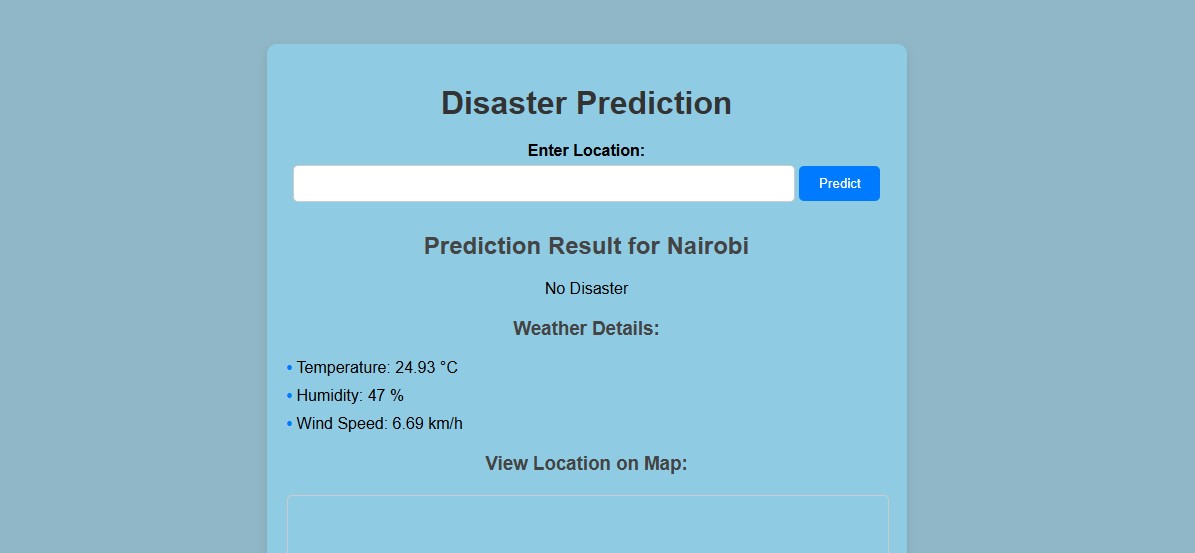 Disaster Prediction
Enter Location:
Predict
Prediction Result for Nairobi
No Disaster
Weather Details:
• Temperature: 24.93 °C
• Humidity: 47 %
• Wind Speed: 6.69 km/h
View Location on Map: